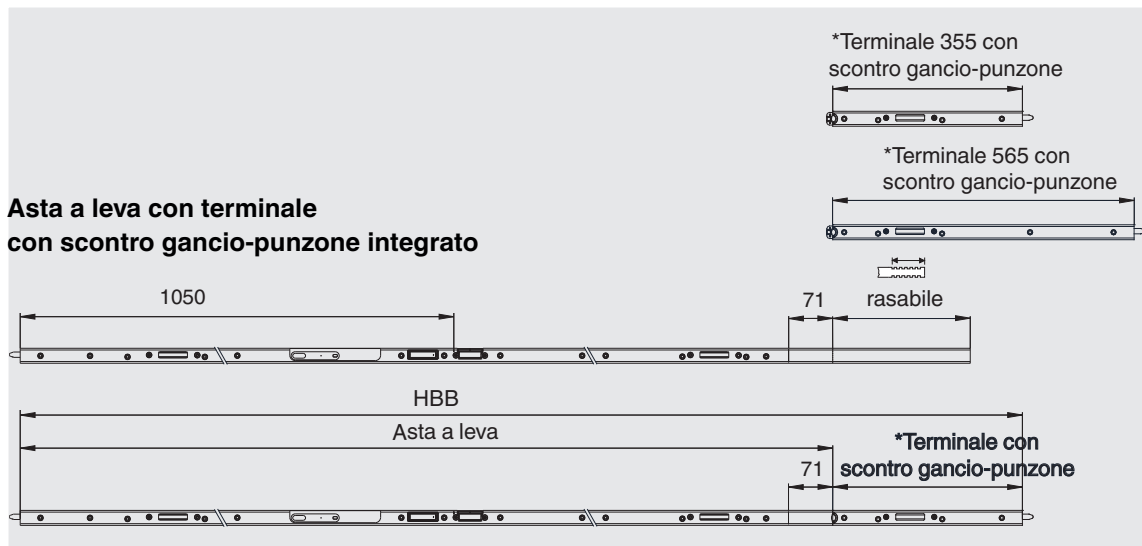 *Terminale 355 con
scontro gancio-punzone
*Terminale 565 con
scontro gancio-punzone
Asta a leva con terminale
con scontro gancio-punzone integrato
1050
71
rasabile
HBB
Asta a leva
*Terminale con
scontro gancio-punzone
71